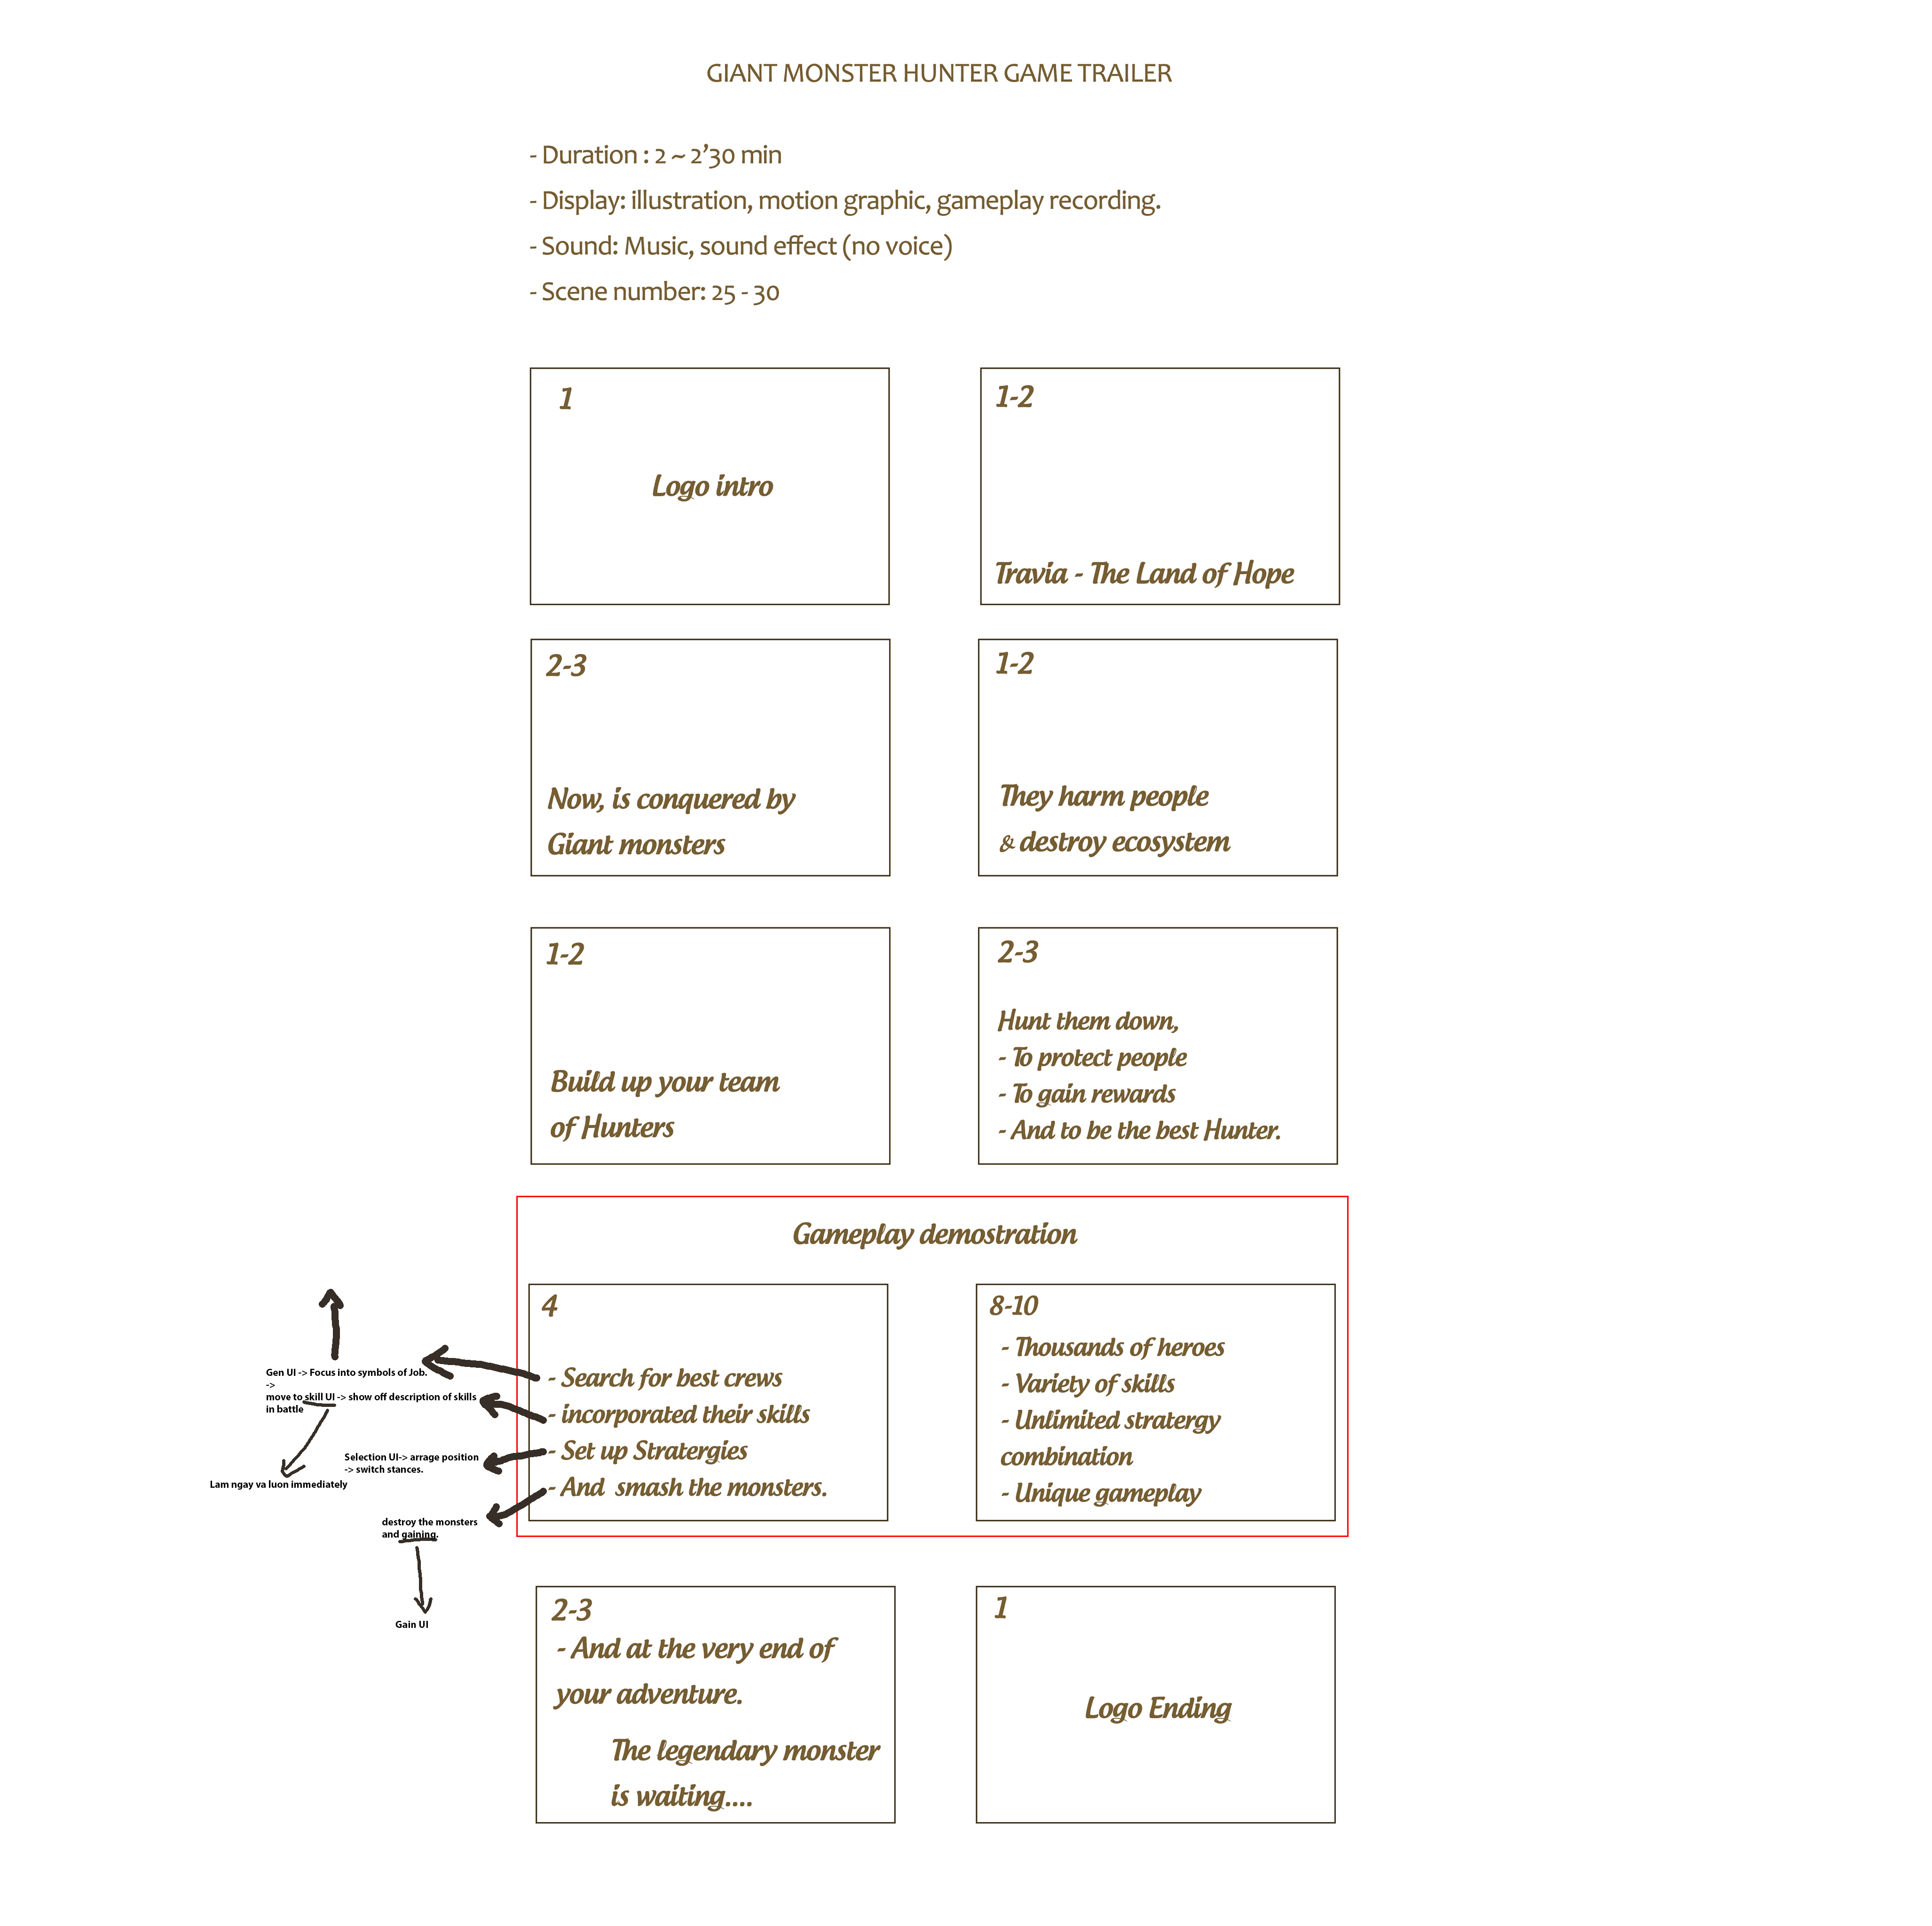 GIANT MONSTER HUNTER GAME TRAILER
- Duration : 2 ~ 2’30 min
- Display: illustration, motion graphic, gameplay recording.
- Sound: Music, sound effect (no voice)
- Scene number: 25 - 30
1
Logo intro
1-2
Travia - The Land of Hope
2-3
Now, is conquered by
Giant monsters
1-2
They harm people
& destroy ecosystem
1-2
Build up your team
of Hunters
2-3
Hunt them down,
- To protect people
- To gain rewards
- And to be the best Hunter.
Gameplay demostration
4
- Search for best crews
- incorporated their skills
- Set up Stratergies
- And smash the monsters.
8-10
- Thousands of heroes
- Variety of skills
- Unlimited stratergy
combination
- Unique gameplay
Gen UI -> Focus into symbols of Job.
->
move to skill UI -> show off description of skills
in battle
Lam ngay va luon immediately
Selection UI-> arrage position
-> switch stances.
destroy the monsters
and gaining.
Gain UI
2-3
- And at the very end of
your adventure.
The legendary monster
is waiting....
1
Logo Ending